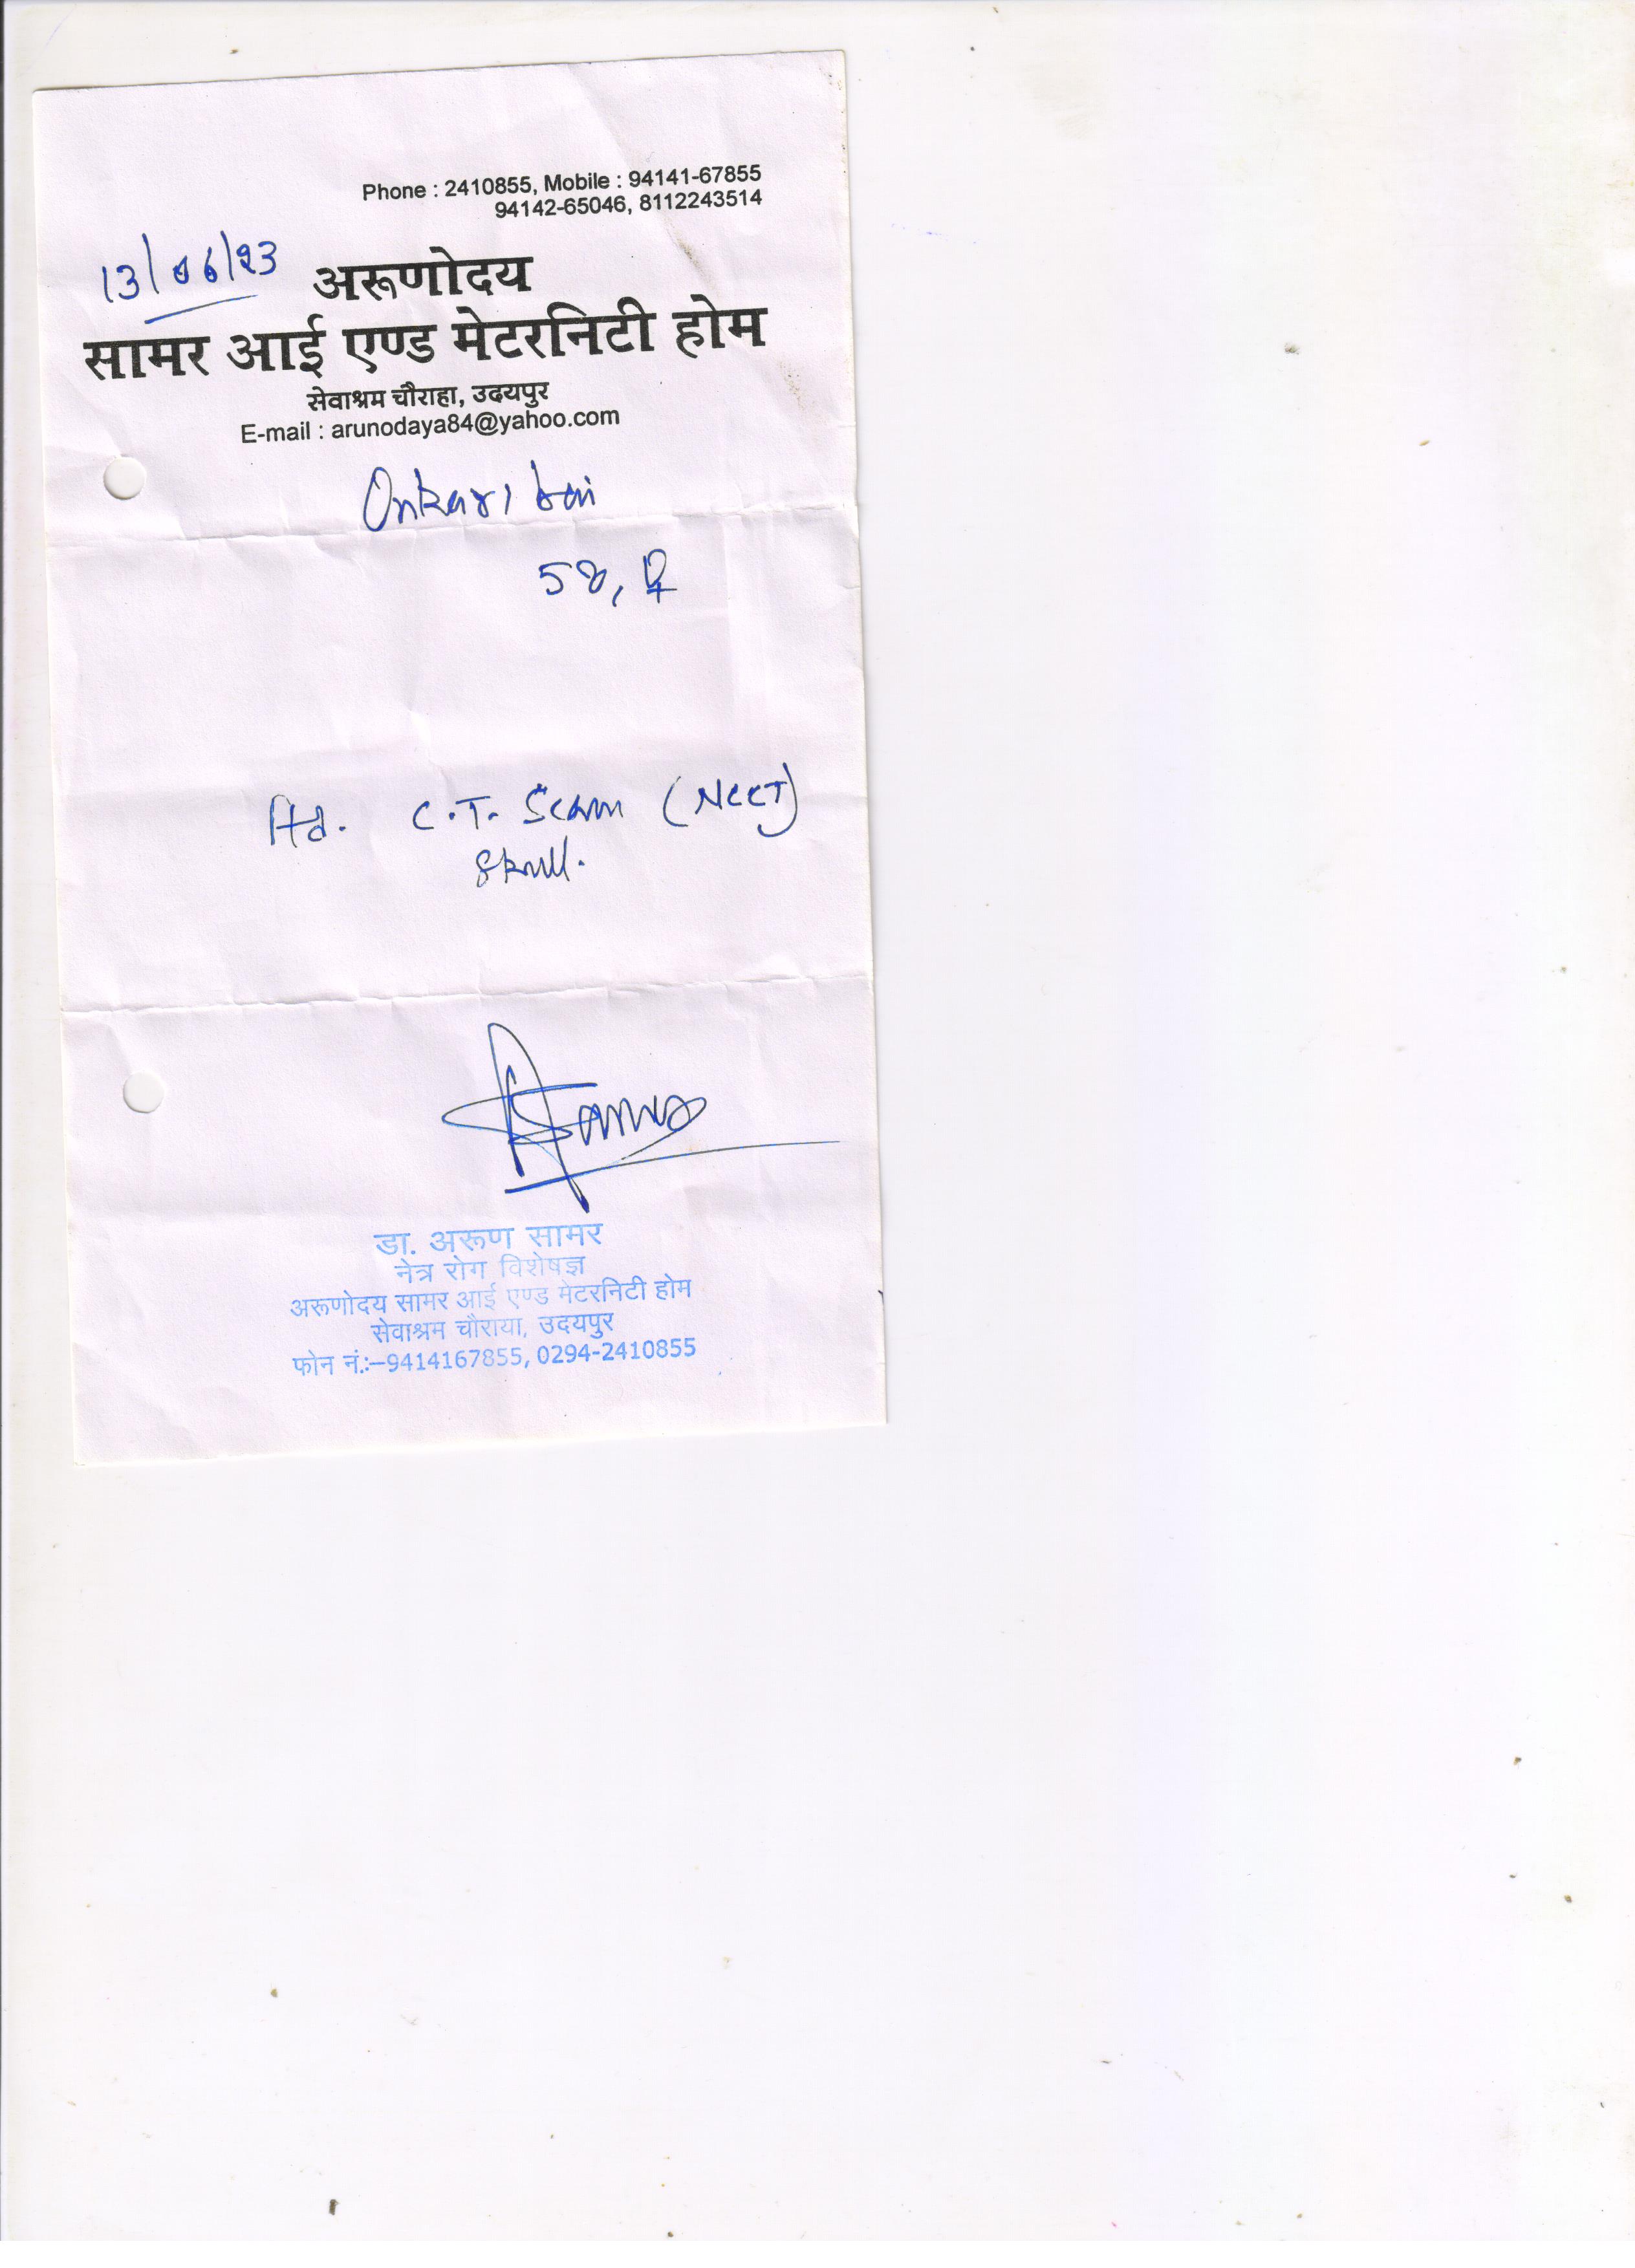 Phone : 2410855, Mobile : 94141-67855
94142-65046, 8112243514
13/06/23
अरूणोदय
सामर आई एण्ड मेटरनिटी होम
सेवाश्रम चौराहा, उदयपुर
E-mail : arunodaya84@yahoo.com
Onkari bai
58, ♀
Ad. C.T. Scan (NCCT)
Skull.
डा. अरूण सामर
नेत्र रोग विशेषज्ञ
अरूणोदय सामर आई एण्ड मेटरनिटी होम
सेवाश्रम चौराया, उदयपुर
फोन नं.:–9414167855, 0294-2410855